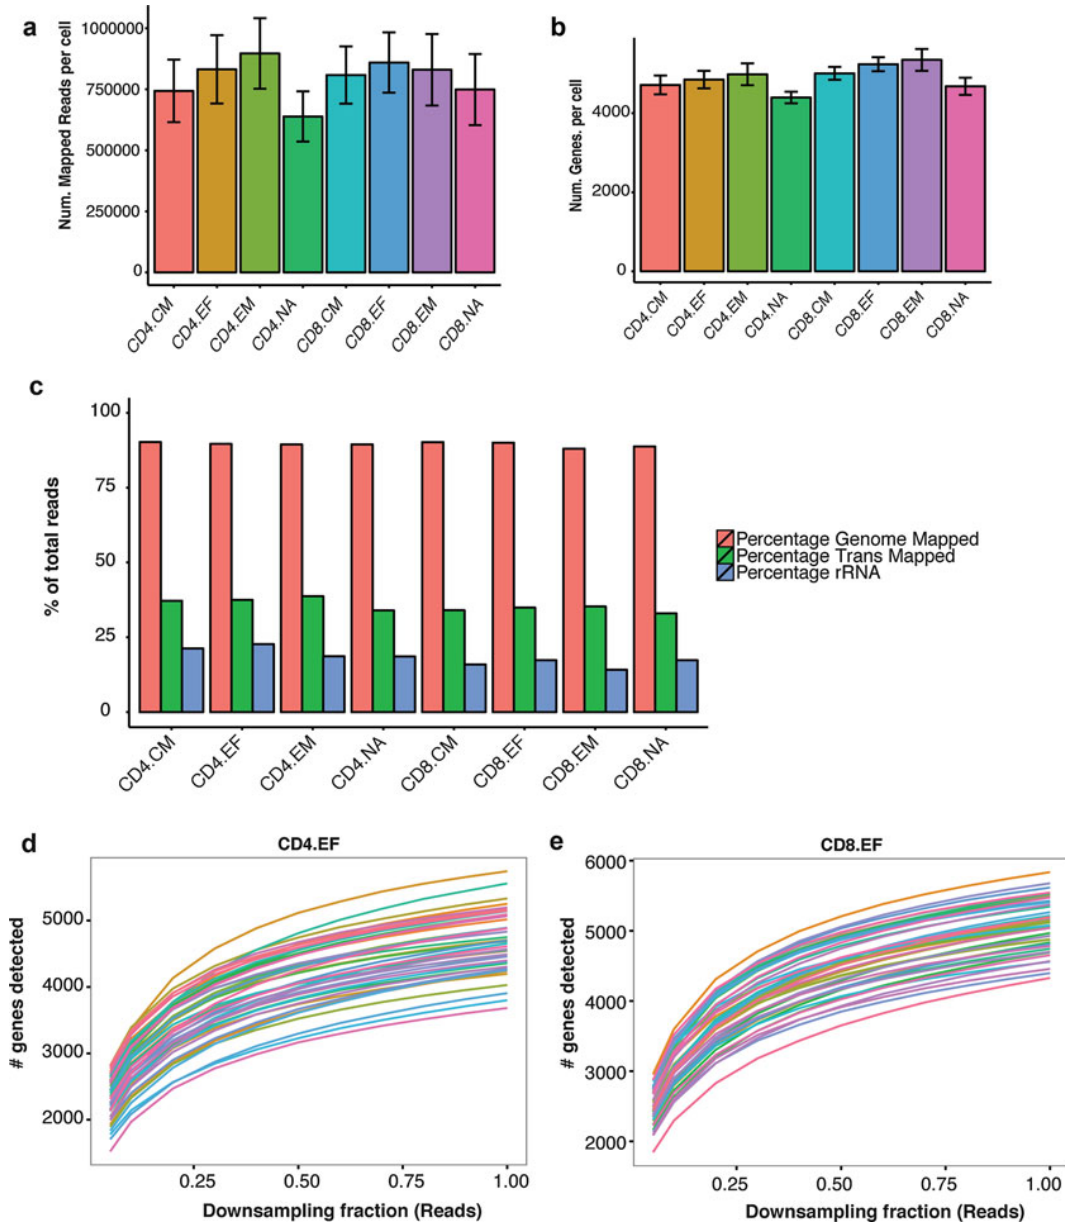 a
Num. Mapped Reads per cell
1000000
750000
500000
250000
0
CD4.CM
CD4.EF
CD4.EM
CD4.NA
CD8.CM
CD8.EF
CD8.EM
CD8.NA
b
Num. Genes. per cell
4000
2000
0
CD4.CM
CD4.EF
CD4.EM
CD4.NA
CD8.CM
CD8.EF
CD8.EM
CD8.NA
c
% of total reads
100
75
50
25
0
CD4.CM
CD4.EF
CD4.EM
CD4.NA
CD8.CM
CD8.EF
CD8.EM
CD8.NA
Percentage Genome Mapped
Percentage Trans Mapped
Percentage rRNA
d
CD4.EF
# genes detected
5000
4000
3000
2000
0.25
0.50
0.75
1.00
Downsampling fraction (Reads)
e
CD8.EF
# genes detected
6000
5000
4000
3000
2000
0.25
0.50
0.75
1.00
Downsampling fraction (Reads)